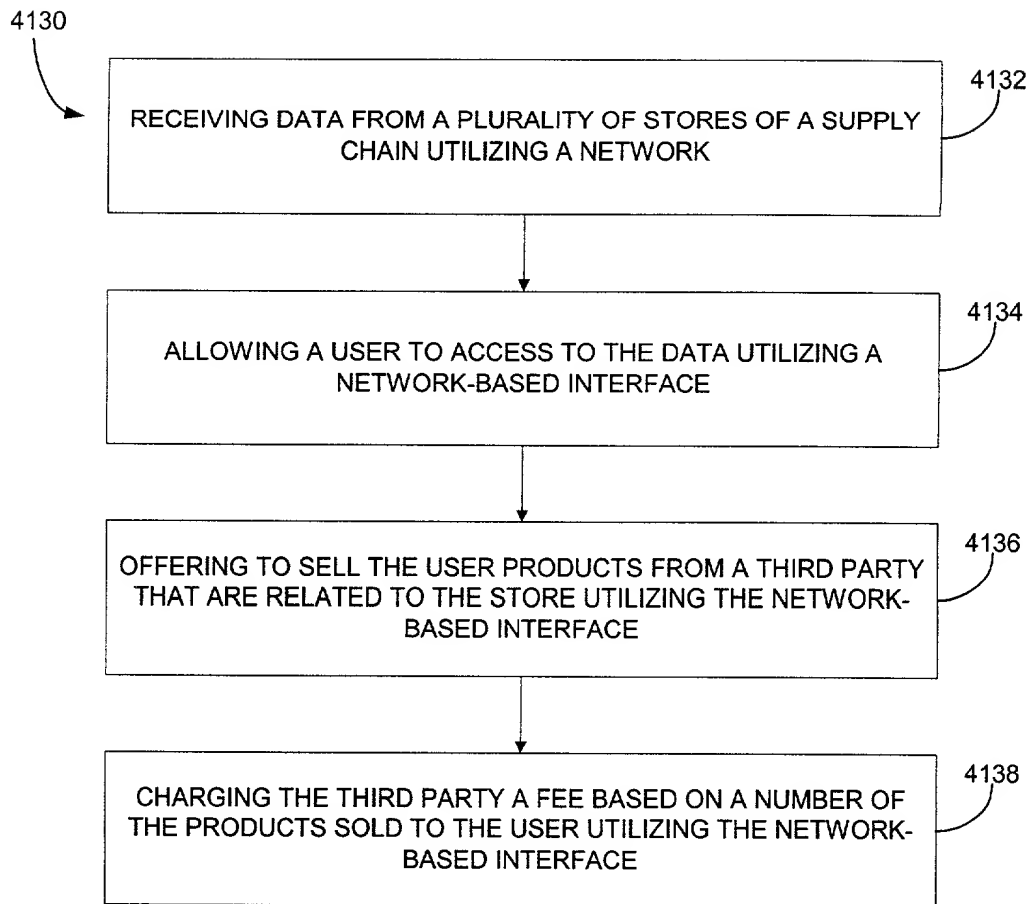 4130
4132
RECEIVING DATA FROM A PLURALITY OF STORES OF A SUPPLY
CHAIN UTILIZING A NETWORK
4134
ALLOWING A USER TO ACCESS TO THE DATA UTILIZING A
NETWORK-BASED INTERFACE
4136
OFFERING TO SELL THE USER PRODUCTS FROM A THIRD PARTY
THAT ARE RELATED TO THE STORE UTILIZING THE NETWORK-
BASED INTERFACE
4138
CHARGING THE THIRD PARTY A FEE BASED ON A NUMBER OF
THE PRODUCTS SOLD TO THE USER UTILIZING THE NETWORK-
BASED INTERFACE